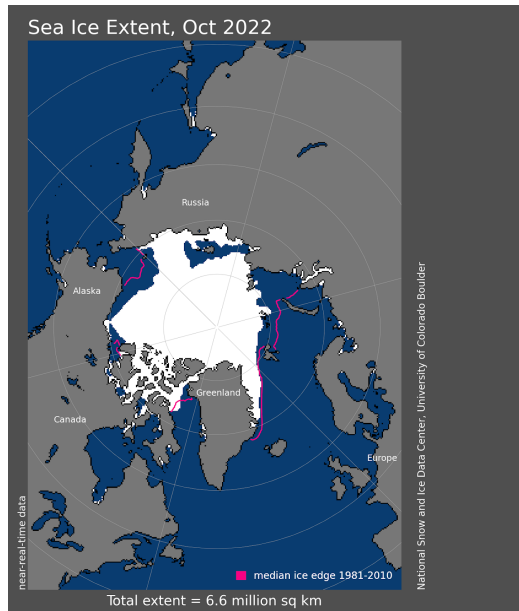 Sea Ice Extent, Oct 2022
Russia
Alaska
Greenland
Canada
Europe
near-real-time data
National Snow and Ice Data Center, University of Colorado Boulder
median ice edge 1981-2010
Total extent = 6.6 million sq km